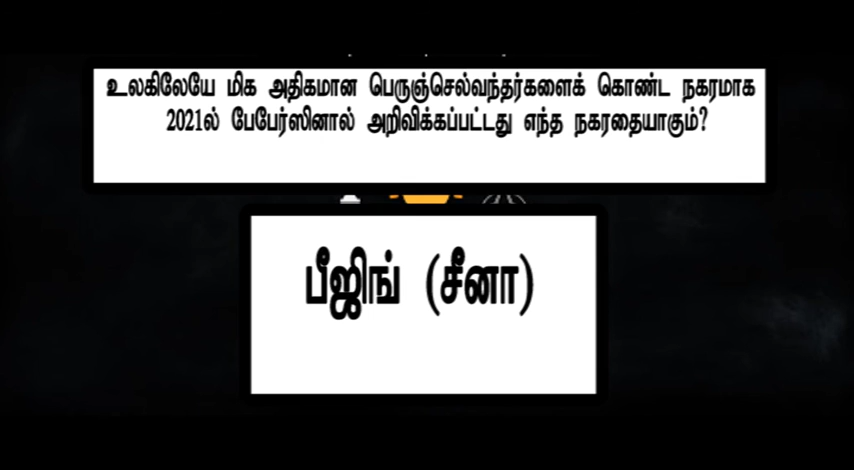 உலகிலேயே மிக அதிகமான பெருஞ்செல்வந்தர்களைக் கொண்ட நகரமாக
2021ல் பேபேர்ஸினால் அறிவிக்கப்பட்டது எந்த நகரதையாகும்?
பீஜிங் (சீனா)